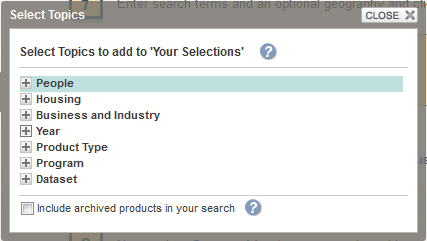 Enter search terms and an optional geography and cl
Select Topics
CLOSE
Select Topics to add to 'Your Selections'
?
People
Housing
Business and Industry
Year
Product Type
Program
Dataset
Include archived products in your search
?